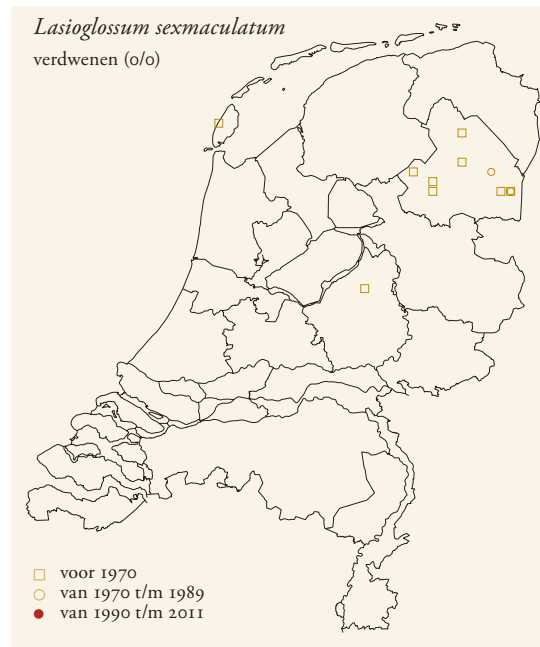 Lasioglossum sexmaculatum
verdwenen (0/0)
voor 1970
van 1970 t/m 1989
van 1990 t/m 2011